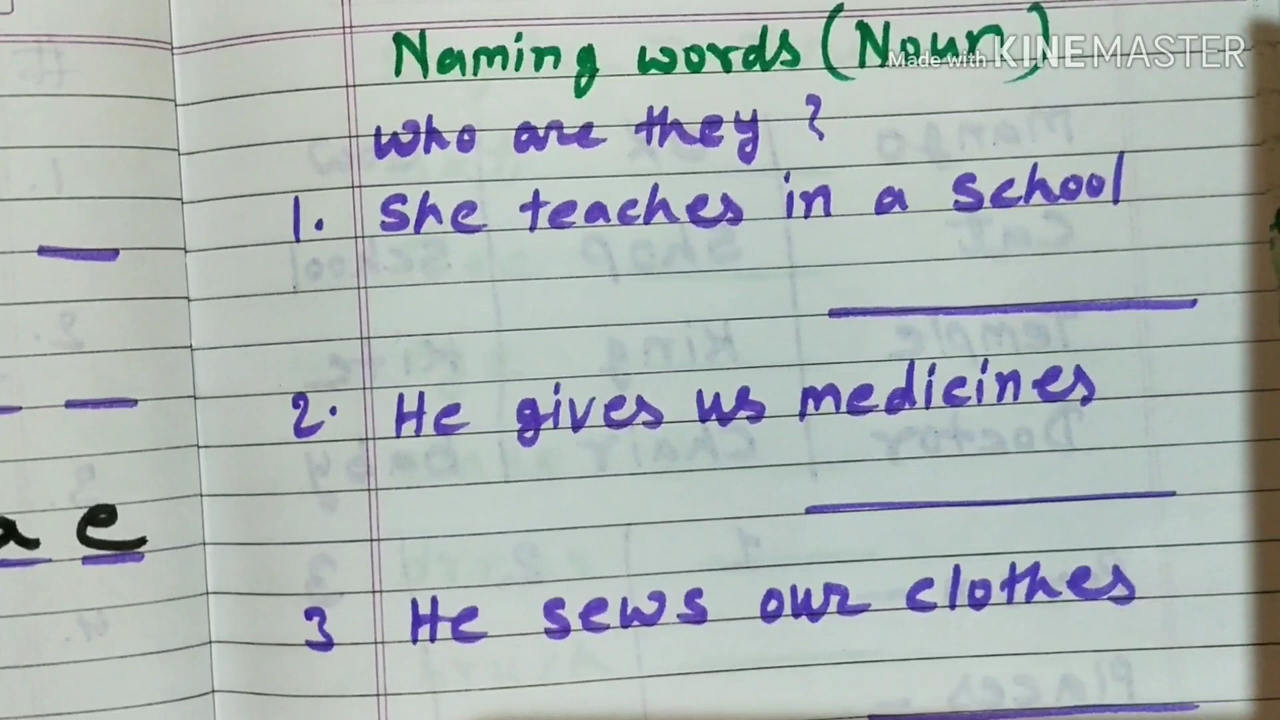 Naming words (Noun)
Made with KINEMASTER
Who are they?
1. She teaches in a school
2. He gives us medicines
a e
3 He sews our clothes